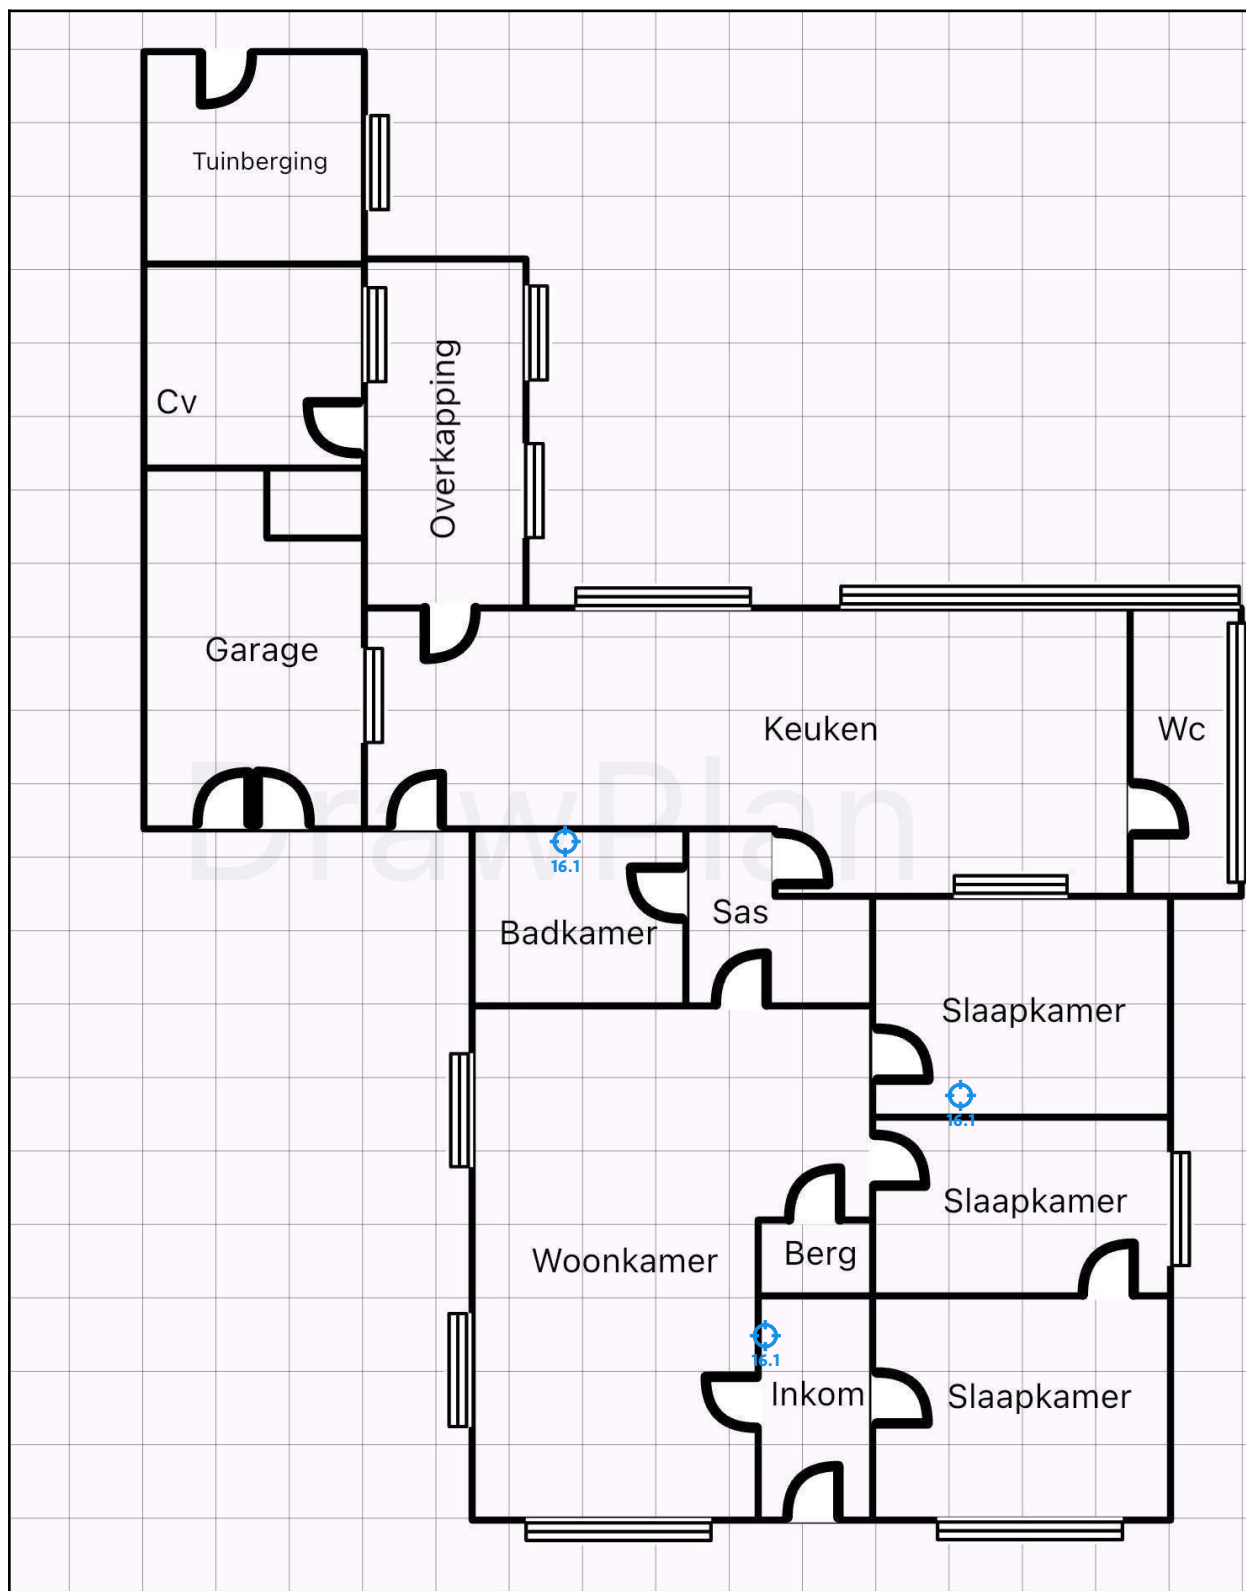 Tuinberging
Cv
Overkapping
Garage
Keuken
Wc
DrawPlan
16.1
Badkamer
Sas
Slaapkamer
16.1
Slaapkamer
Woonkamer
Berg
16.1
Inkom
Slaapkamer